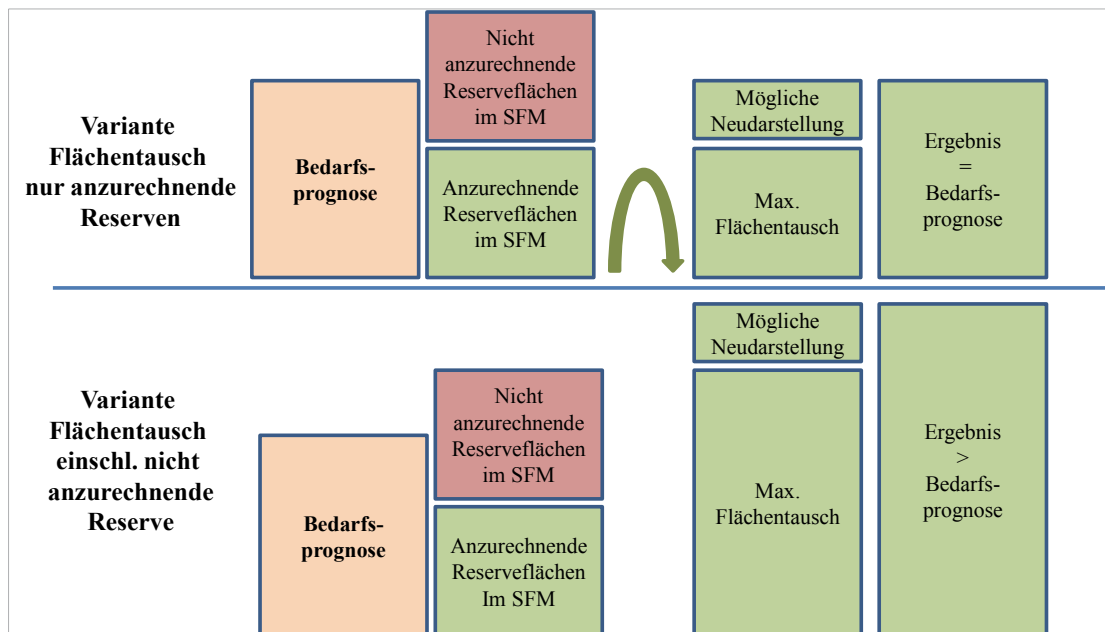 Variante
Flächentausch
nur anzurechnende
Reserven
Bedarfs-
prognose
Nicht
anzurechnende
Reserveflächen
im SFM
Anzurechnende
Reserveflächen
im SFM
Mögliche
Neudarstellung
Max.
Flächentausch
Ergebnis
=
Bedarfs-
prognose
Variante
Flächentausch
einschl. nicht
anzurechnende
Reserve
Bedarfs-
prognose
Nicht
anzurechnende
Reserveflächen
im SFM
Anzurechnende
Reserveflächen
Im SFM
Mögliche
Neudarstellung
Max.
Flächentausch
Ergebnis
>
Bedarfs-
prognose